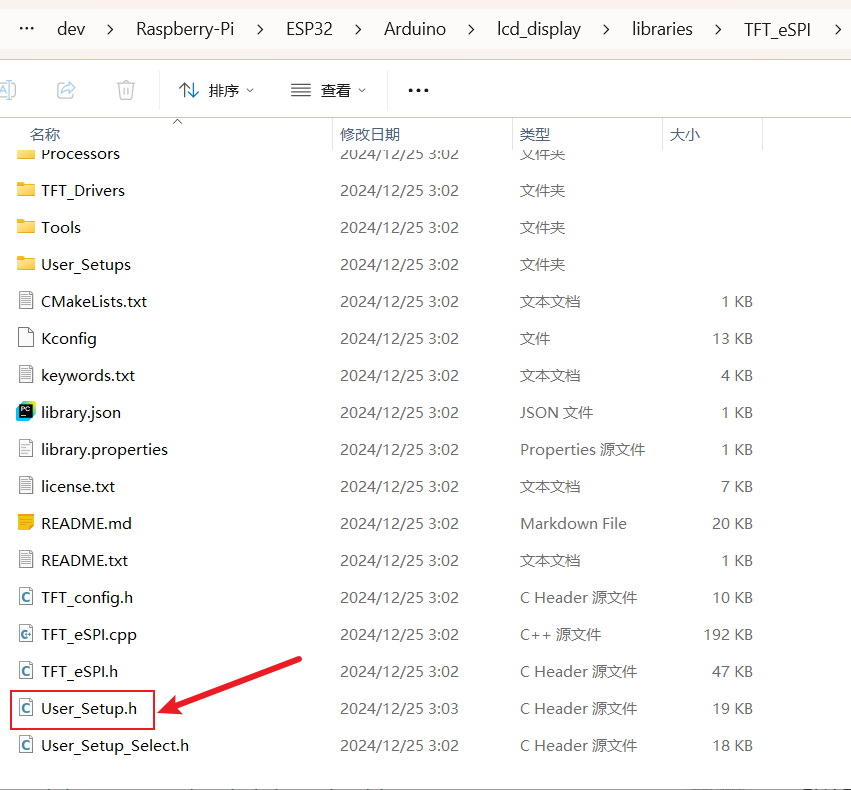 ··· dev > Raspberry-Pi > ESP32 > Arduino > lcd_display > libraries > TFT_eSPI >
排序 查看 ···
名称 修改日期 类型 大小
Processors 2024/12/25 3:02 文件夹
TFT_Drivers 2024/12/25 3:02 文件夹
Tools 2024/12/25 3:02 文件夹
User_Setups 2024/12/25 3:02 文件夹
CMakeLists.txt 2024/12/25 3:02 文本文档 1 KB
Kconfig 2024/12/25 3:02 文件 13 KB
keywords.txt 2024/12/25 3:02 文本文档 4 KB
library.json 2024/12/25 3:02 JSON 文件 1 KB
library.properties 2024/12/25 3:02 Properties 源文件 1 KB
license.txt 2024/12/25 3:02 文本文档 7 KB
README.md 2024/12/25 3:02 Markdown File 20 KB
README.txt 2024/12/25 3:02 文本文档 1 KB
TFT_config.h 2024/12/25 3:02 C Header 源文件 10 KB
TFT_eSPI.cpp 2024/12/25 3:02 C++ 源文件 192 KB
TFT_eSPI.h 2024/12/25 3:02 C Header 源文件 47 KB
User_Setup.h 2024/12/25 3:03 C Header 源文件 19 KB
User_Setup_Select.h 2024/12/25 3:02 C Header 源文件 18 KB